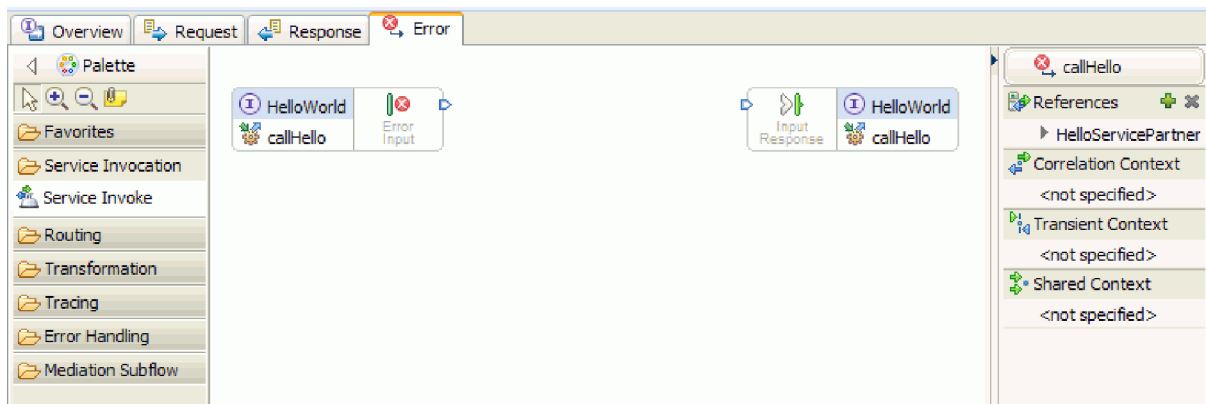 Overview Request Response Error
Palette
Favorites
Service Invocation
Service Invoke
Routing
Transformation
Tracing
Error Handling
Mediation Subflow
HelloWorld
callHello
Error
Input
Input
Response
HelloWorld
callHello
callHello
References
HelloServicePartner
Correlation Context
<not specified>
Transient Context
<not specified>
Shared Context
<not specified>